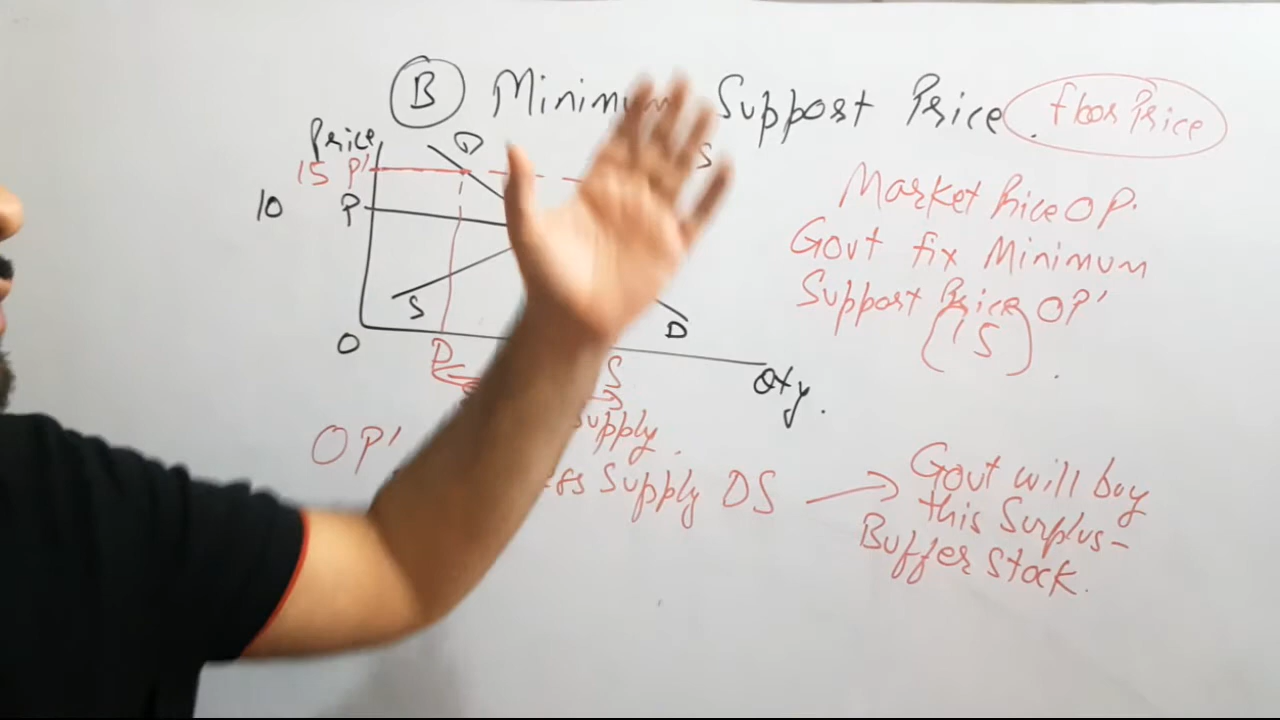 B Minimum Support Price. floor Price
Price
D
S
15 P'
10 P
S
D
O
D
S
Qty.
Market Price OP.
Govt fix Minimum
Support Price OP'
(15)
OP'
Supply.
Supply DS → Govt will buy
this Surplus-
Buffer Stock.